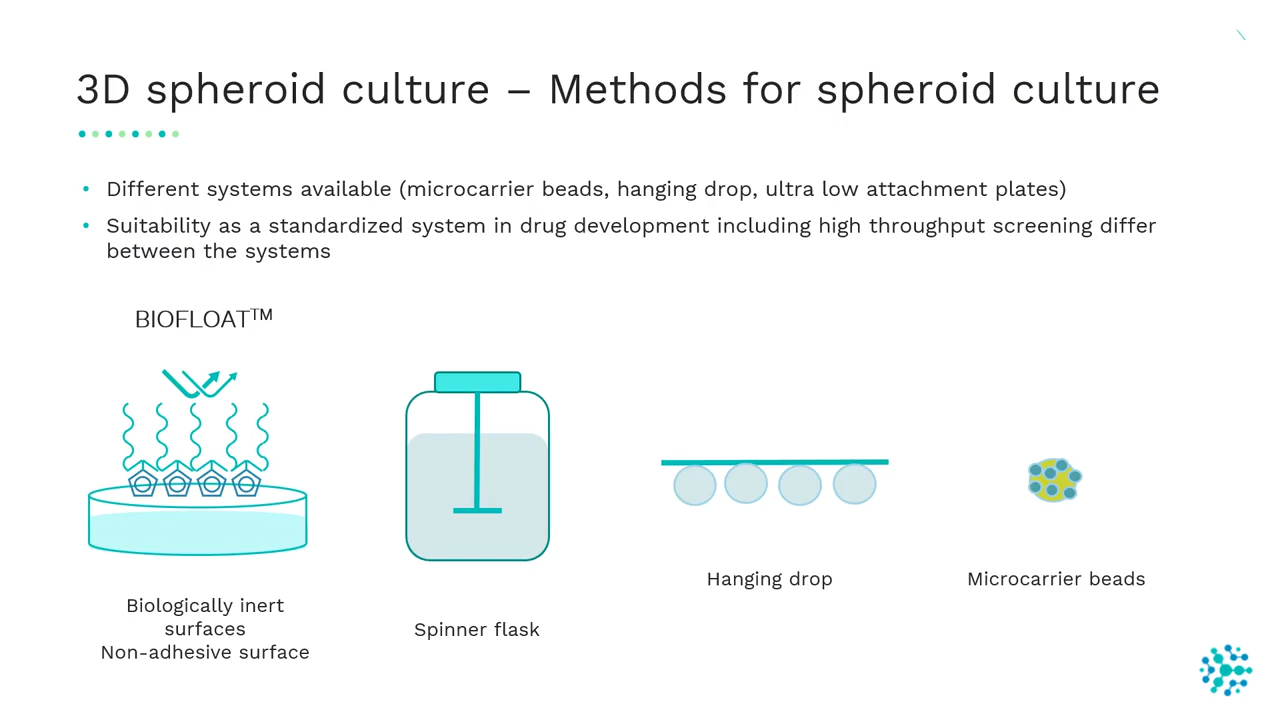 3D spheroid culture – Methods for spheroid culture
• Different systems available (microcarrier beads, hanging drop, ultra low attachment plates)
• Suitability as a standardized system in drug development including high throughput screening differ
between the systems
BIOFLOAT™
Biologically inert
surfaces
Non-adhesive surface
Spinner flask
Hanging drop
Microcarrier beads